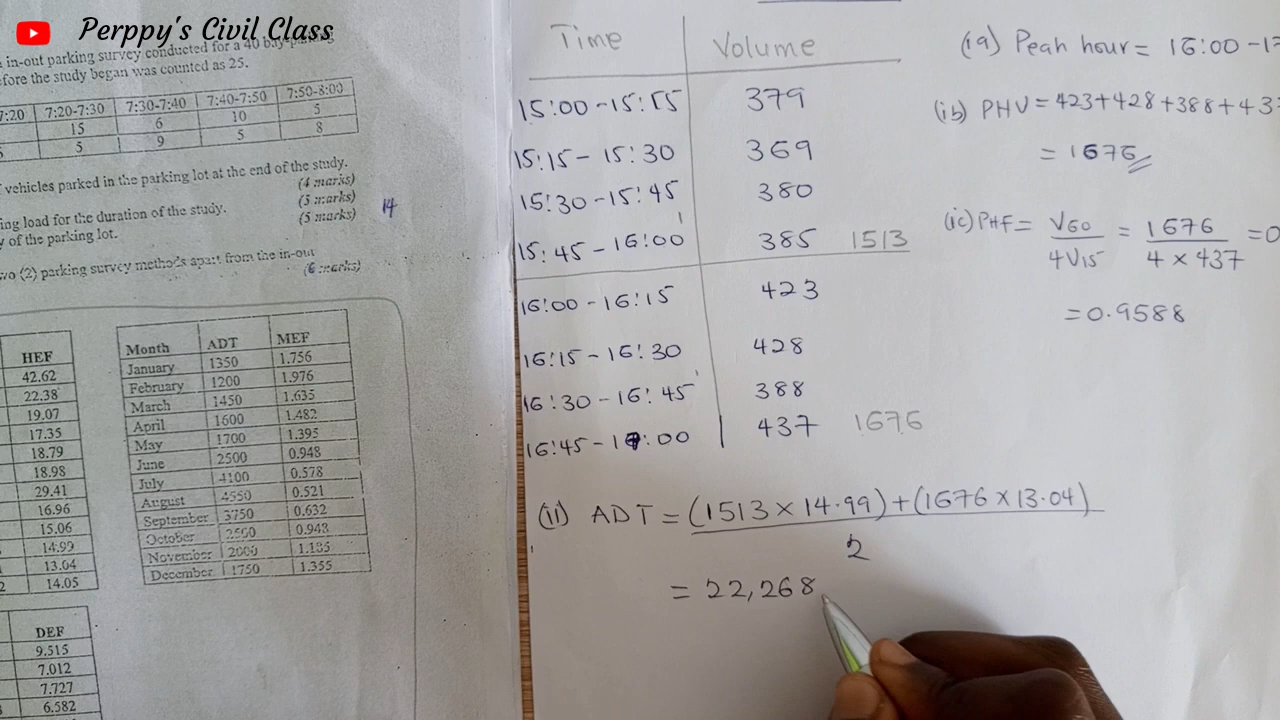 Perppy's Civil Class
in-out parking survey conducted for a 40 bay parking
efore the study began was counted as 25.
7:20 7:20-7:30 7:30-7:40 7:40-7:50 7:50-8:00
15 6 10 5
5 9 5 8
vehicles parked in the parking lot at the end of the study.
(4 marks)
ing load for the duration of the study. (5 marks) 14
y of the parking lot. (5 marks)
wo (2) parking survey methods apart from the in-out
(6 marks)
HEF
42.62
22.38
19.07
17.35
18.79
18.98
29.41
16.96
15.06
14.99
13.04
2 14.05
DEF
9.515
7.012
7.727
6.582
Month ADT MEF
January 1350 1.756
February 1200 1.976
March 1450 1.635
April 1600 1.482
May 1700 1.395
June 2500 0.948
July 4100 0.578
August 4550 0.521
September 3750 0.632
October 2500 0.948
November 2000 1.185
December 1750 1.355
Time Volume
15:00-15:15 379
15:15-15:30 369
15:30-15:45 380
15:45-16:00 385 1513
16:00-16:15 423
16:15-16:30 428
16:30-16:45 388
16:45-17:00 437 1676
(ia) Peak hour = 16:00-17
(ib) PHV = 423+428+388+437
= 1676
(ic) PHF = V60 / 4V15 = 1676 / 4 × 437 = 0
= 0.9588
(ii) ADT = (1513 × 14.99) + (1676 × 13.04)
2
= 22,268